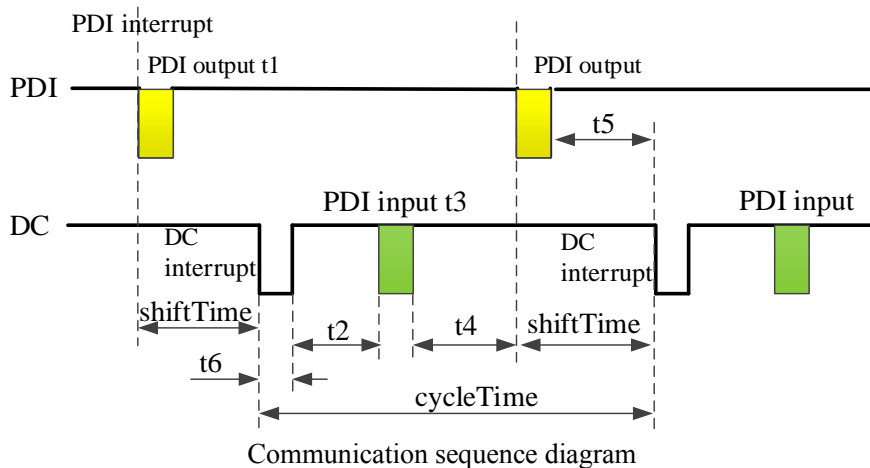 PDI interrupt
PDI output t1
PDI output
PDI
t5
PDI input t3
PDI input
DC
DC
interrupt
DC
interrupt
shiftTime
t2
t4
shiftTime
t6
cycleTime
Communication sequence diagram